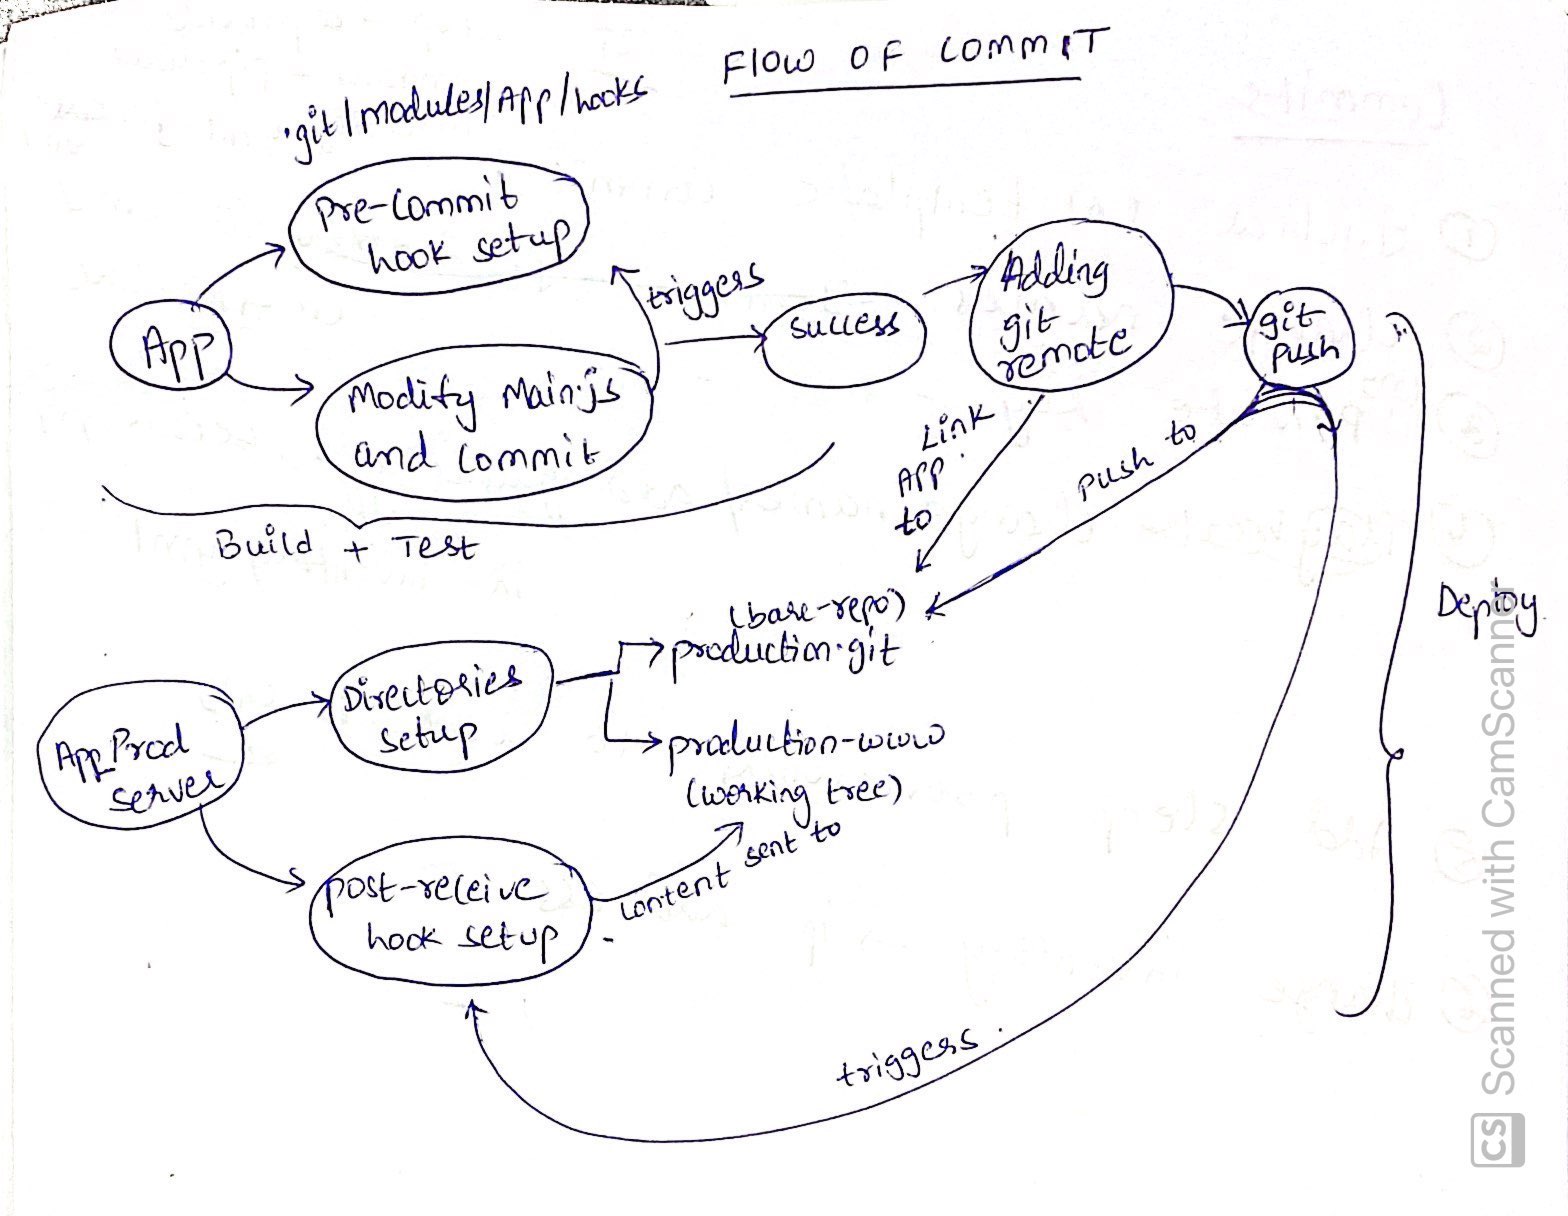 FLOW OF COMMIT
.git/modules/App/hooks
Pre-commit
hook setup
App
Modify Main.js
and commit
triggers
success
Adding
git
remote
git
push
Build + Test
Link
App
to
push to
Deploy
(bare-repo)
production.git
Directories
setup
App_Prod
server
production-www
(working tree)
content sent to
post-receive
hook setup
triggers
CS Scanned with CamScanner